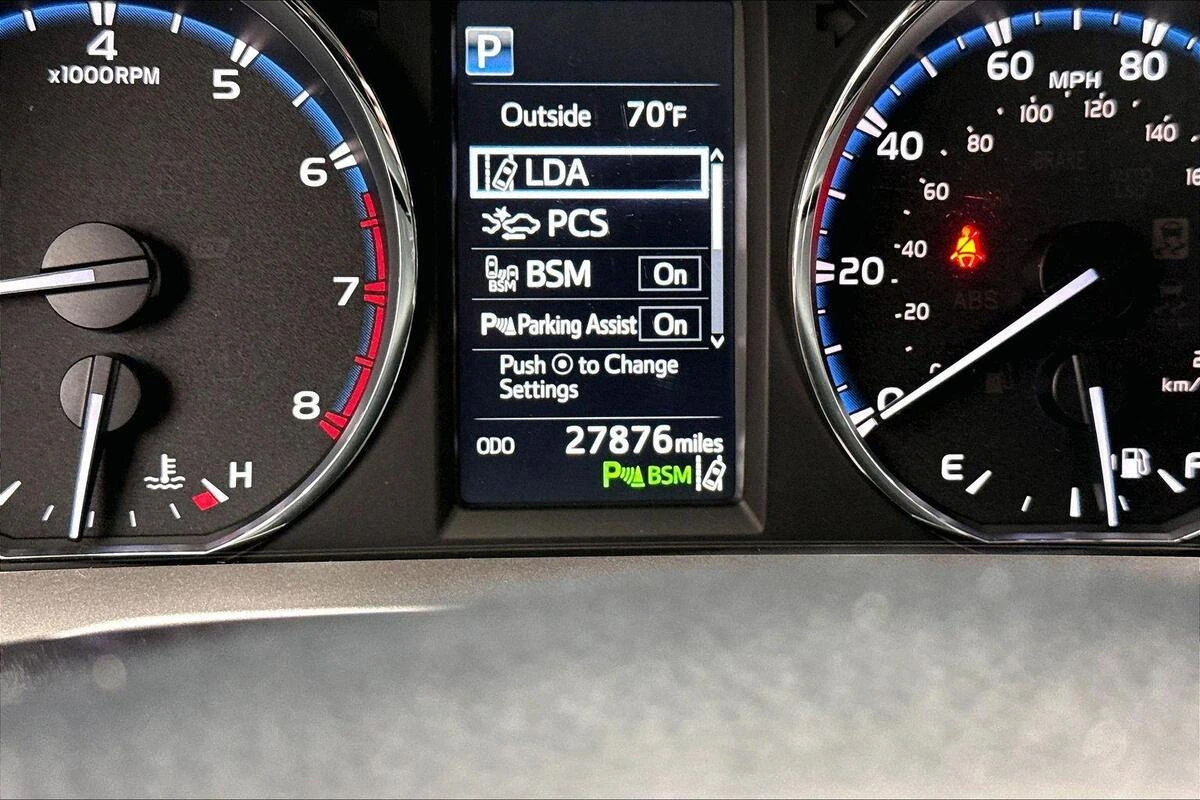 4
x1000RPM
5
6
7
8
H
P
Outside 70°F
LDA
PCS
BSM On
BSM
Parking Assist On
Push to Change
Settings
ODO 27876 miles
P BSM
60 MPH 80
100 120
80 140
40
60
40
20
20
0
ABS
km/
E F